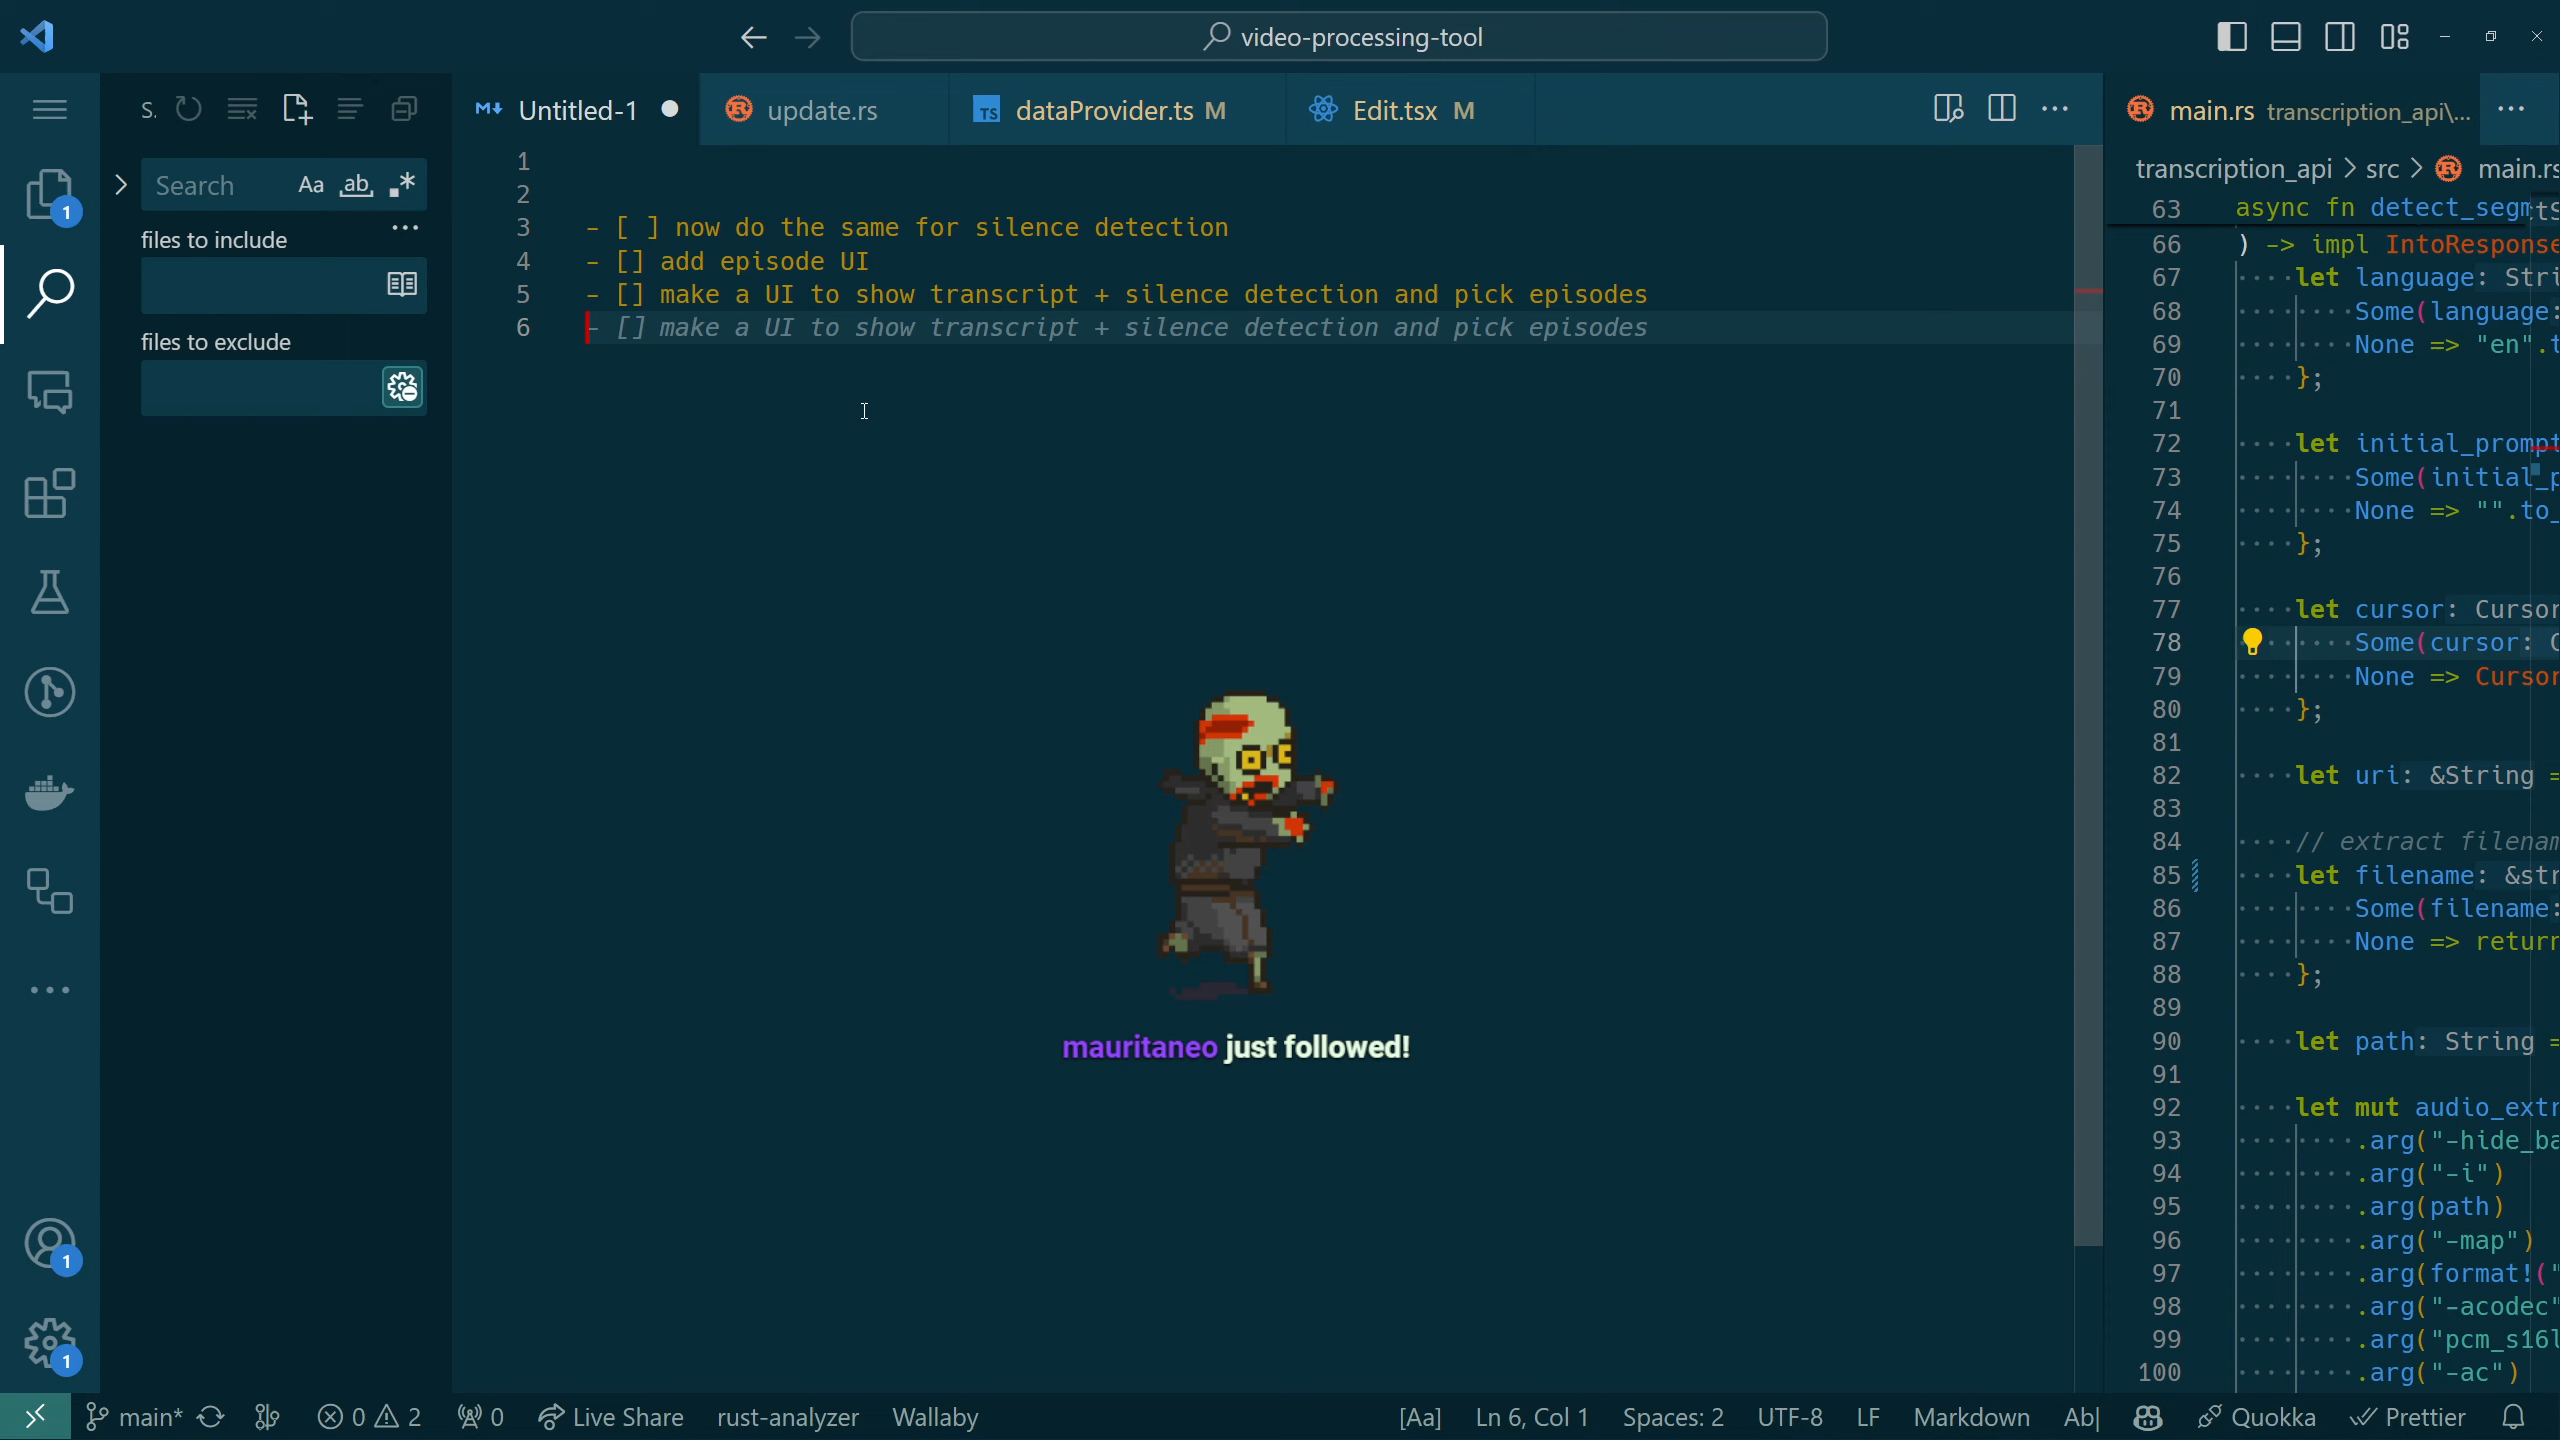 video-processing-tool
S.
Search
Aa
ab
files to include
files to exclude
1
1
1
Untitled-1
update.rs
TS dataProvider.ts M
Edit.tsx M
main.rs transcription_api\...
1
2
3 - [ ] now do the same for silence detection
4 - [] add episode UI
5 - [] make a UI to show transcript + silence detection and pick episodes
6 - [] make a UI to show transcript + silence detection and pick episodes
mauritaneo just followed!
transcription_api > src > main.rs
63 async fn detect_segm
66 ) -> impl IntoResponse
67 let language: Stri
68 Some(language:
69 None => "en".t
70 };
71
72 let initial_prompt
73 Some(initial_p
74 None => "".to_
75 };
76
77 let cursor: Cursor
78 Some(cursor: C
79 None => Cursor
80 };
81
82 let uri: &String =
83
84 // extract filenam
85 let filename: &str
86 Some(filename:
87 None => return
88 };
89
90 let path: String =
91
92 let mut audio_extr
93 .arg("-hide_ba
94 .arg("-i")
95 .arg(path)
96 .arg("-map")
97 .arg(format!("
98 .arg("-acodec"
99 .arg("pcm_s16l
100 .arg("-ac")
main* 0 2 0 Live Share rust-analyzer Wallaby [Aa] Ln 6, Col 1 Spaces: 2 UTF-8 LF Markdown Ab| Quokka Prettier